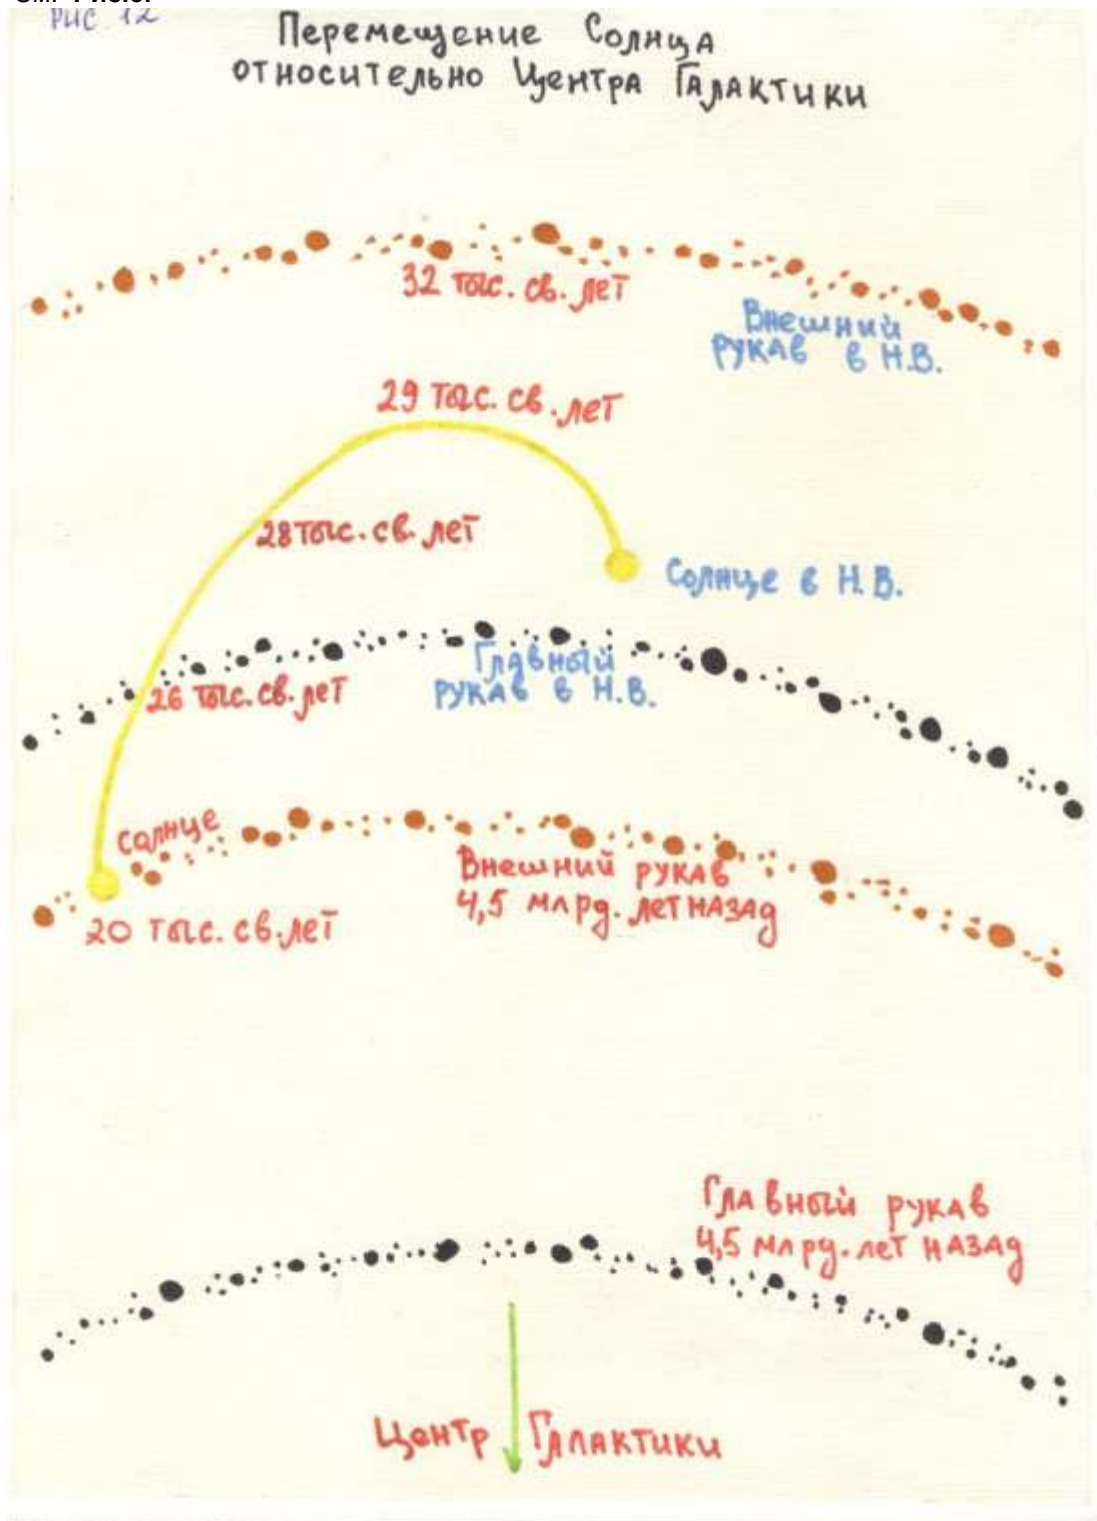 Рис. 12
Перемещение Солнца
относительно Центра Галактики
32 тыс. св. лет
Внешний
рукав в Н.В.
29 тыс. св. лет
28 тыс. св. лет
Солнце в Н.В.
Главный
рукав в Н.В.
26 тыс. св. лет
Солнце
Внешний рукав
4,5 млрд. лет назад
20 тыс. св. лет
Главный рукав
4,5 млрд. лет назад
Центр Галактики